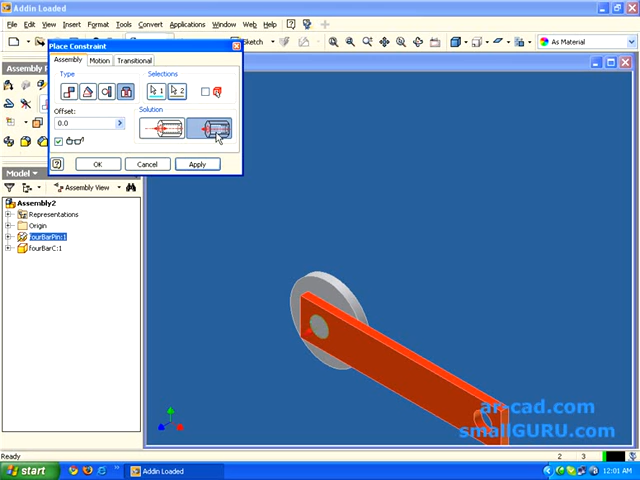 Addin Loaded
File Edit View Insert Format Tools Convert Applications Window Web Help
Sketch
As Material
Place Constraint
Assembly Motion Transitional
Type Selections
1 2
Offset: Solution
0.0
OK Cancel Apply
Assembly P
Model
Assembly View
Assembly2
Representations
Origin
fourBarPin:1
fourBarC:1
ar-cad.com
smallGURU.com
Ready 2 3
start Addin Loaded 12:01 AM